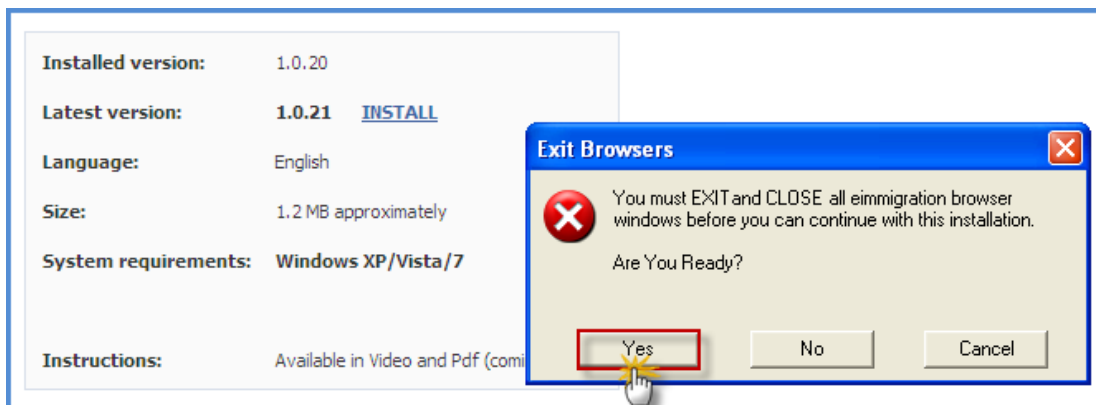 Installed version: 1.0.20
Latest version: 1.0.21 INSTALL
Language: English
Size: 1.2 MB approximately
System requirements: Windows XP/Vista/7
Instructions: Available in Video and Pdf (comi
Exit Browsers
You must EXIT and CLOSE all eimmigration browser
windows before you can continue with this installation.
Are You Ready?
Yes No Cancel